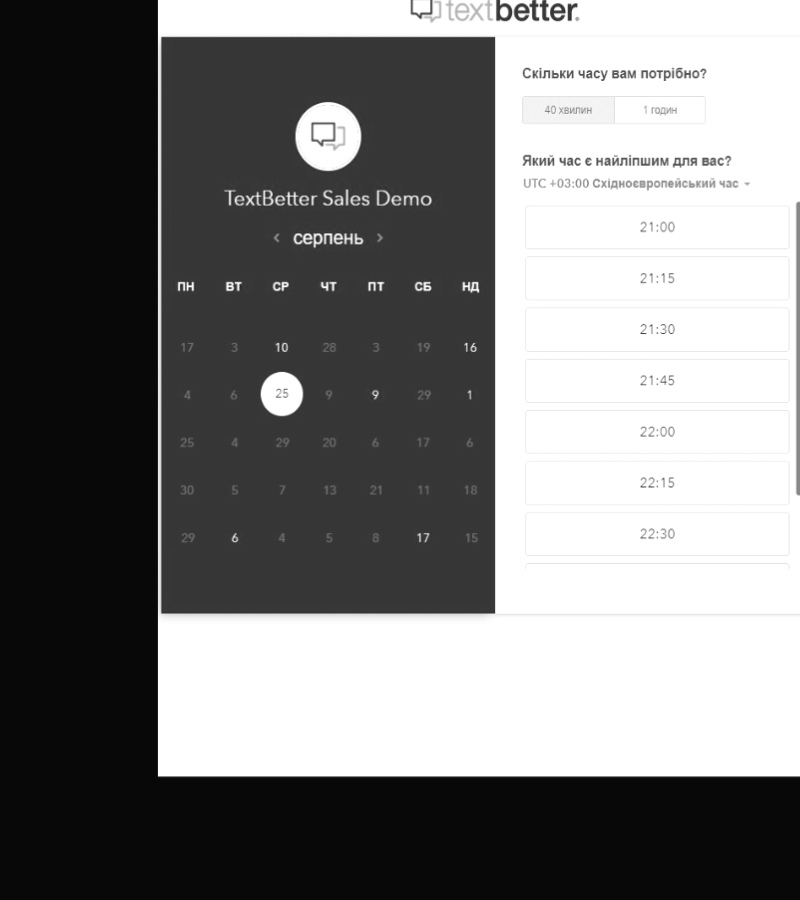 textbetter.
TextBetter Sales Demo
< серпень >
ПН ВТ СР ЧТ ПТ СБ НД
17 3 10 28 3 19 16
4 6 25 9 9 29 1
25 4 29 20 6 17 6
30 5 7 13 21 11 18
29 6 4 5 8 17 15
Скільки часу вам потрібно?
40 хвилин 1 годин
Який час є найліпшим для вас?
UTC +03:00 Східноєвропейський час
21:00
21:15
21:30
21:45
22:00
22:15
22:30